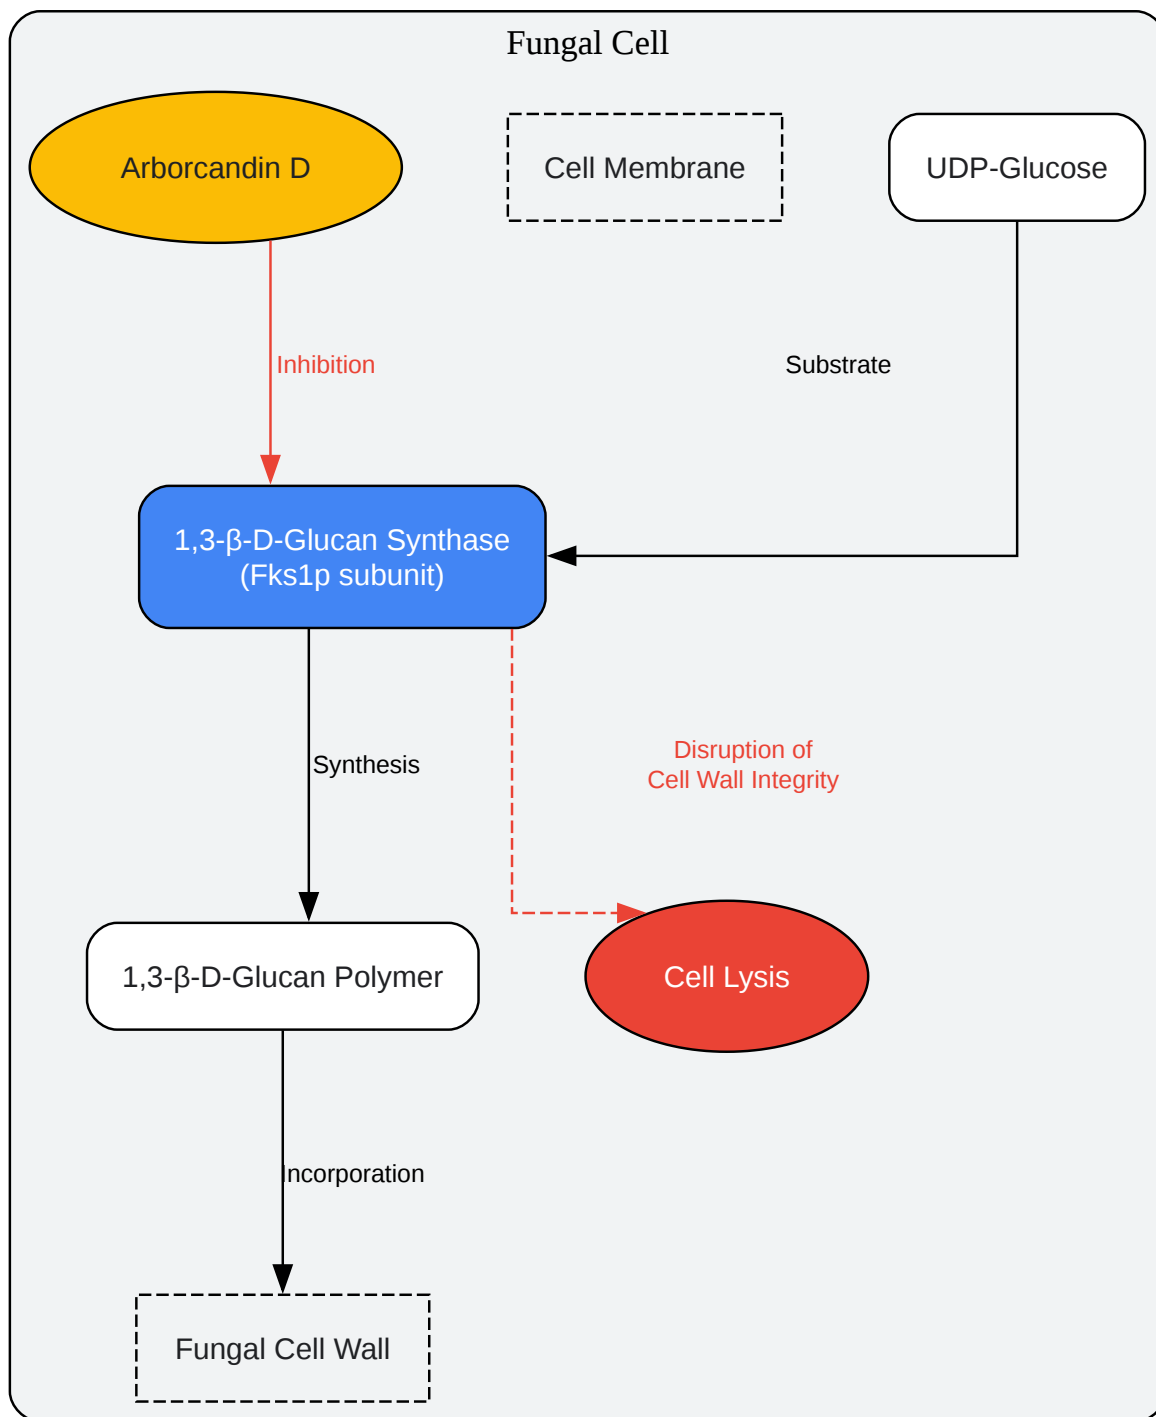 Fungal Cell
Arborcandin D
Cell Membrane
UDP-Glucose
Inhibition
Substrate
1,3-β-D-Glucan Synthase
(Fks1p subunit)
Synthesis
Disruption of
Cell Wall Integrity
1,3-β-D-Glucan Polymer
Cell Lysis
Incorporation
Fungal Cell Wall